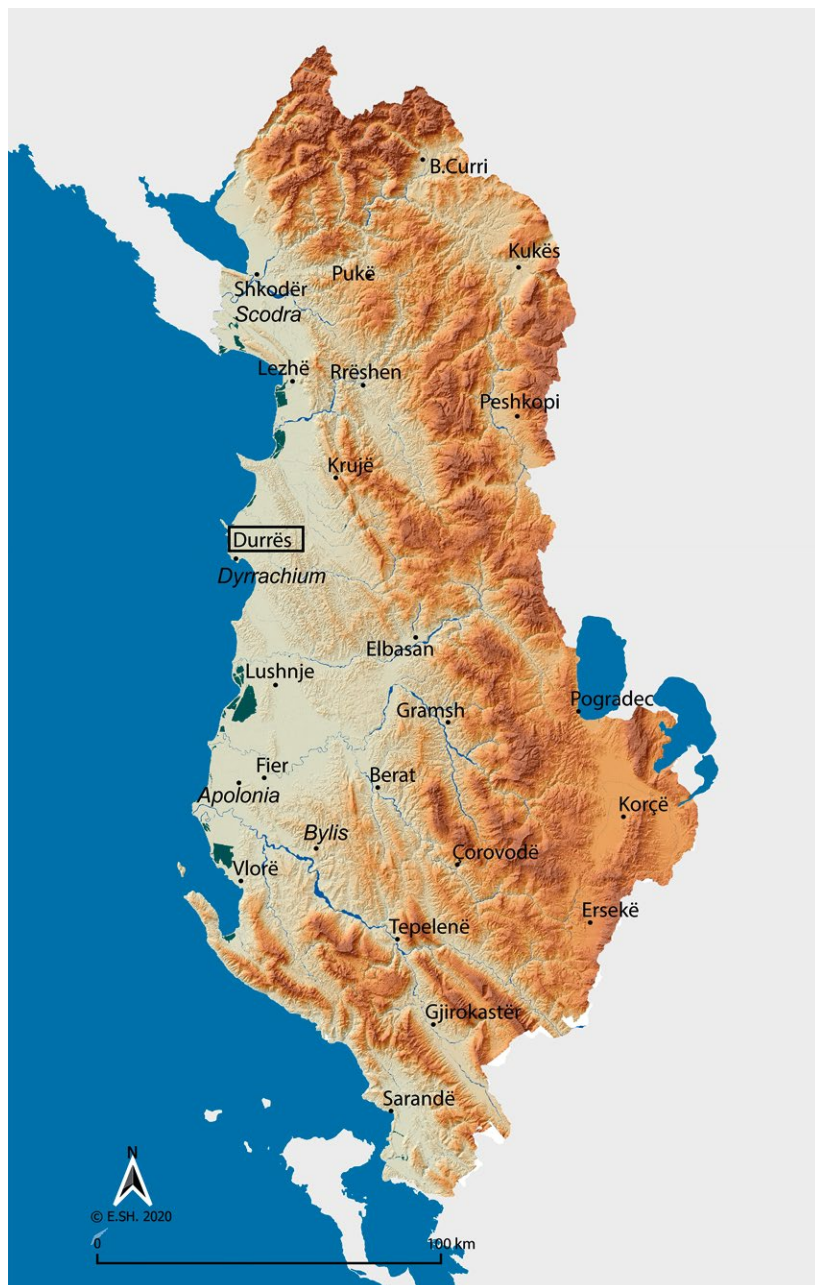 B.Curri
Kukës
Pukë
Shkodër
Scodra
Lezhë
Rrëshen
Peshkopi
Krujë
Durrës
Dyrrachium
Elbasan
Lushnje
Pogradec
Gramsh
Fier
Berat
Apolonia
Korçë
Bylis
Çorovodë
Vlorë
Ersekë
Tepelenë
Gjirokastër
Sarandë
N
© E.SH. 2020
0
100 km